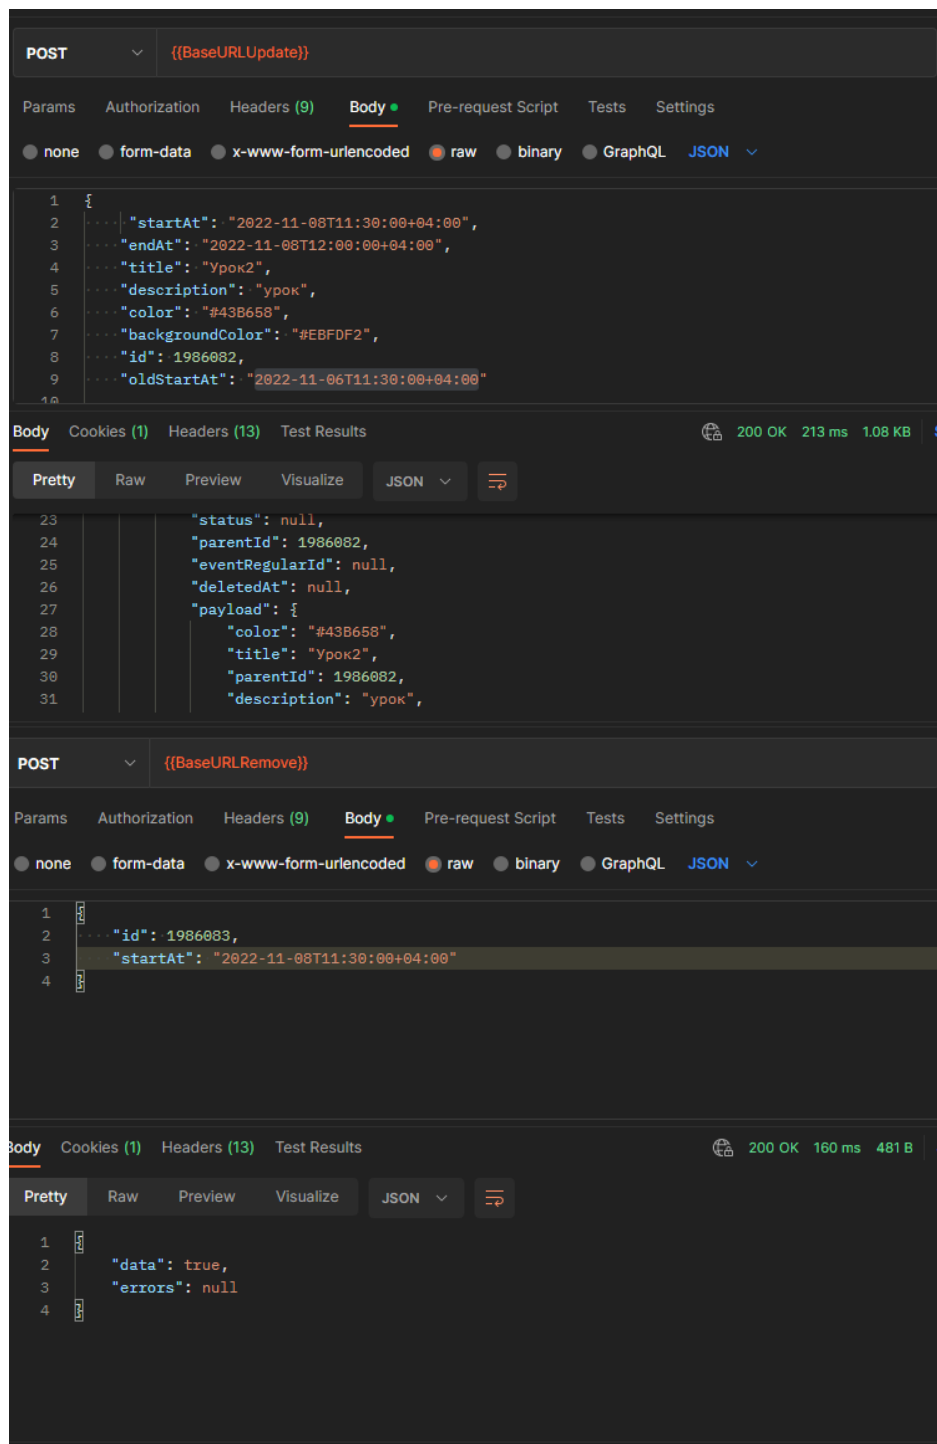 POST {{BaseURLUpdate}}
Params Authorization Headers (9) Body Pre-request Script Tests Settings
none form-data x-www-form-urlencoded raw binary GraphQL JSON
1 {
2 "startAt": "2022-11-08T11:30:00+04:00",
3 "endAt": "2022-11-08T12:00:00+04:00",
4 "title": "Урок2",
5 "description": "урок",
6 "color": "#43B658",
7 "backgroundColor": "#EBFDF2",
8 "id": 1986082,
9 "oldStartAt": "2022-11-06T11:30:00+04:00"
10
Body Cookies (1) Headers (13) Test Results 200 OK 213 ms 1.08 KB
Pretty Raw Preview Visualize JSON
23 "status": null,
24 "parentId": 1986082,
25 "eventRegularId": null,
26 "deletedAt": null,
27 "payload": {
28 "color": "#43B658",
29 "title": "Урок2",
30 "parentId": 1986082,
31 "description": "урок",
POST {{BaseURLRemove}}
Params Authorization Headers (9) Body Pre-request Script Tests Settings
none form-data x-www-form-urlencoded raw binary GraphQL JSON
1 {
2 "id": 1986083,
3 "startAt": "2022-11-08T11:30:00+04:00"
4 }
Body Cookies (1) Headers (13) Test Results 200 OK 160 ms 481 B
Pretty Raw Preview Visualize JSON
1 {
2 "data": true,
3 "errors": null
4 }